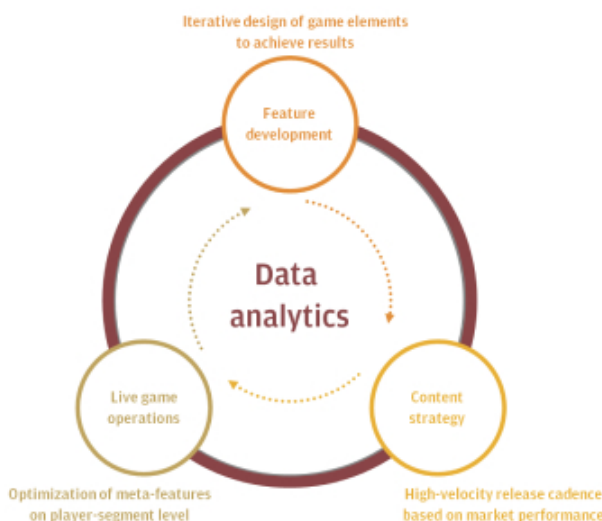 Iterative design of game elements
to achieve results
Feature
development
Data
analytics
Live game
operations
Content
strategy
Optimization of meta-features
on player-segment level
High-velocity release cadence
based on market performance